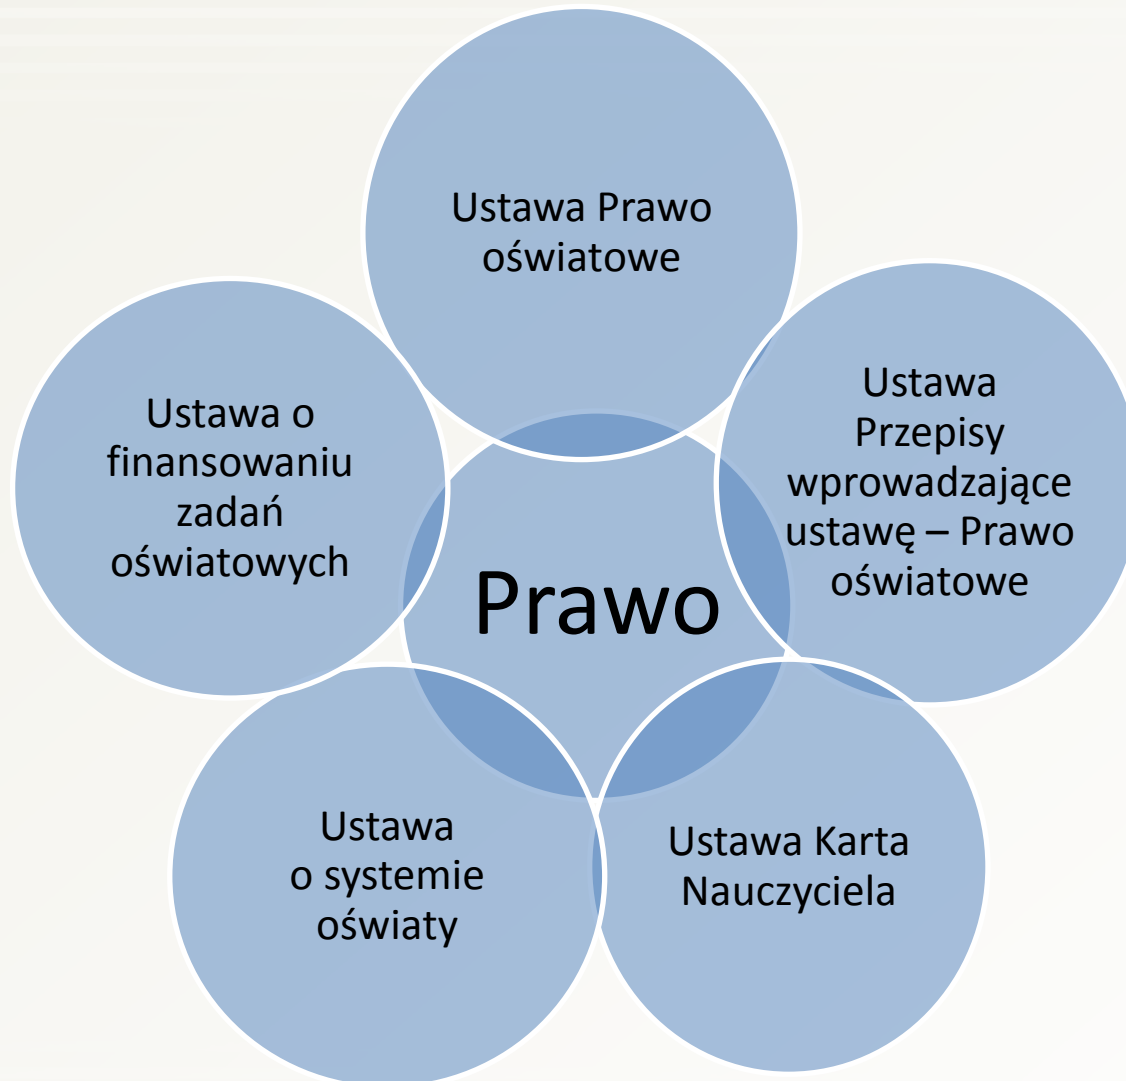 Ustawa Prawo
oświatowe
Ustawa
Przepisy
wprowadzające
ustawę – Prawo
oświatowe
Ustawa o
finansowaniu
zadań
oświatowych
Prawo
Ustawa
o systemie
oświaty
Ustawa Karta
Nauczyciela